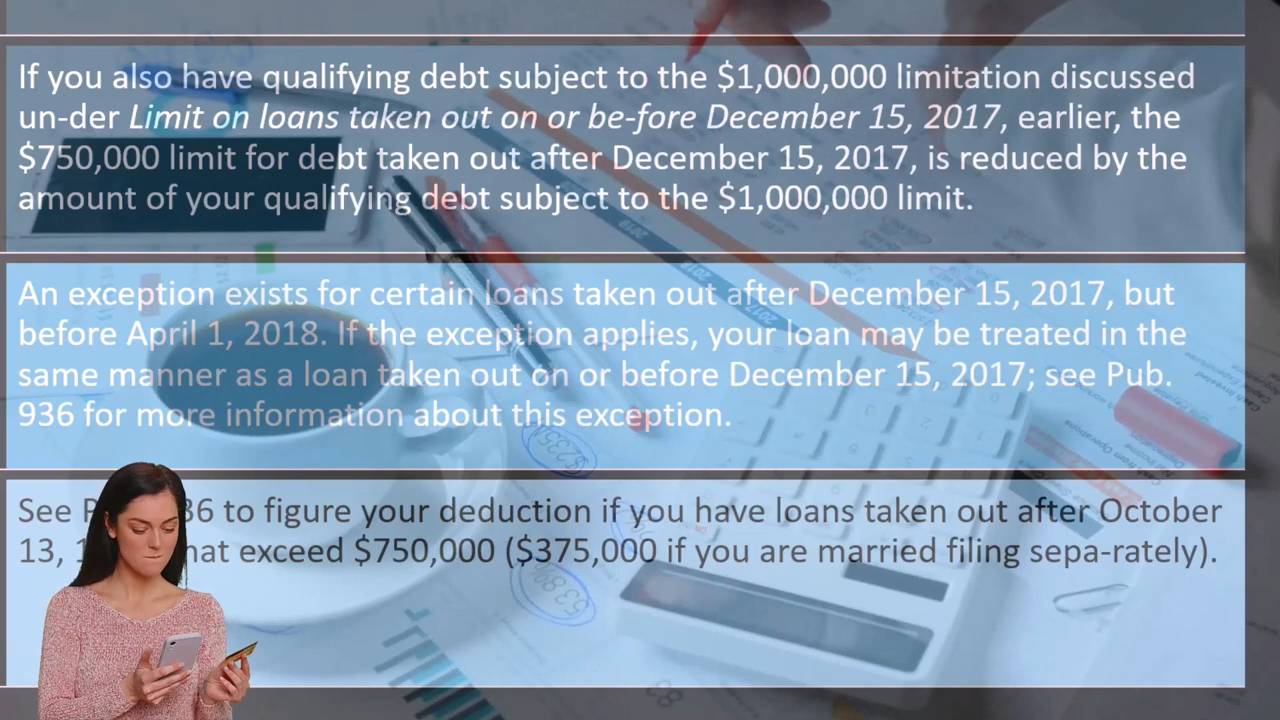 If you also have qualifying debt subject to the $1,000,000 limitation discussed
un-der Limit on loans taken out on or be-fore December 15, 2017, earlier, the
$750,000 limit for debt taken out after December 15, 2017, is reduced by the
amount of your qualifying debt subject to the $1,000,000 limit.
An exception exists for certain loans taken out after December 15, 2017, but
before April 1, 2018. If the exception applies, your loan may be treated in the
same manner as a loan taken out on or before December 15, 2017; see Pub.
936 for more information about this exception.
See to figure your deduction if you have loans taken out after October
13, exceed $750,000 ($375,000 if you are married filing sepa-rately).